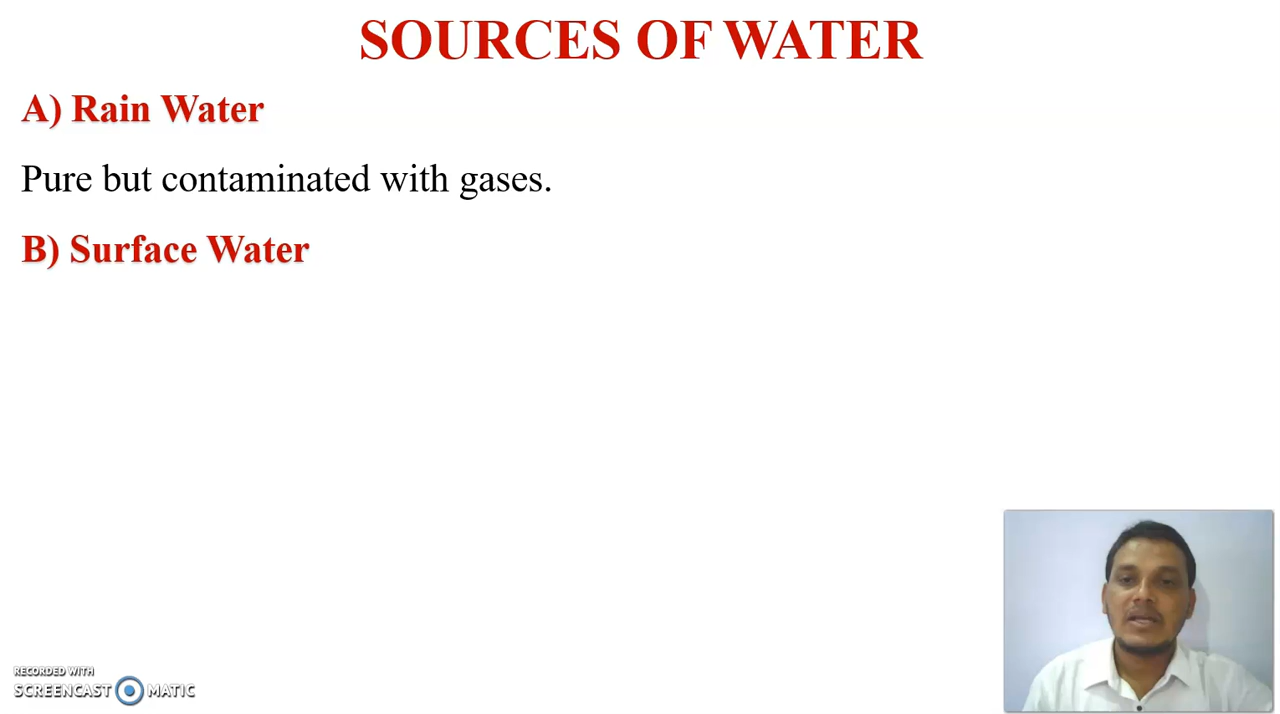 SOURCES OF WATER
A) Rain Water
Pure but contaminated with gases.
B) Surface Water
RECORDED WITH
SCREENCAST MATIC